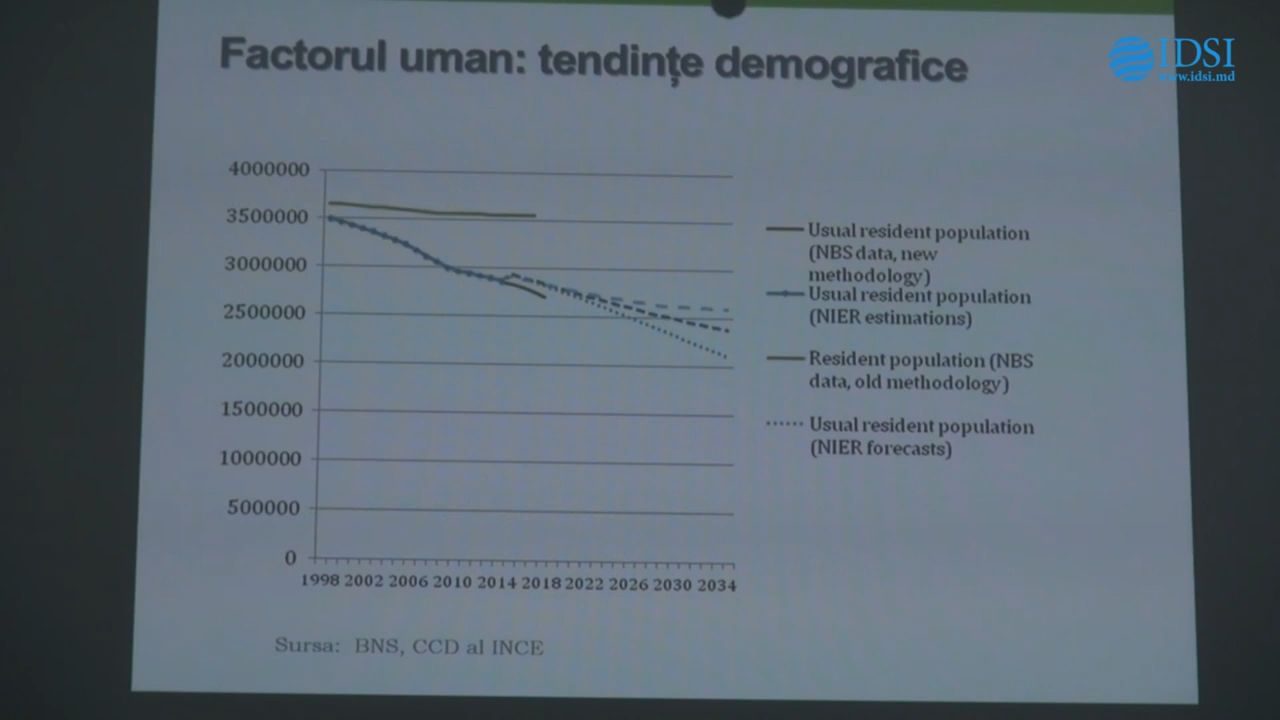 Factorul uman: tendințe demografice
IDSI
www.idsi.md
4000000
3500000
3000000
2500000
2000000
1500000
1000000
500000
0
1998 2002 2006 2010 2014 2018 2022 2026 2030 2034
Usual resident population
(NBS data, new
methodology)
Usual resident population
(NIER estimations)
Resident population (NBS
data, old methodology)
Usual resident population
(NIER forecasts)
Sursa: BNS, CCD al INCE